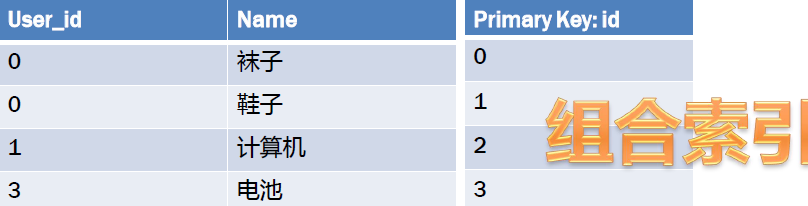 User_id Name Primary Key: id
0 袜子 0
0 鞋子 1
1 计算机 2
3 电池 3
组合索引